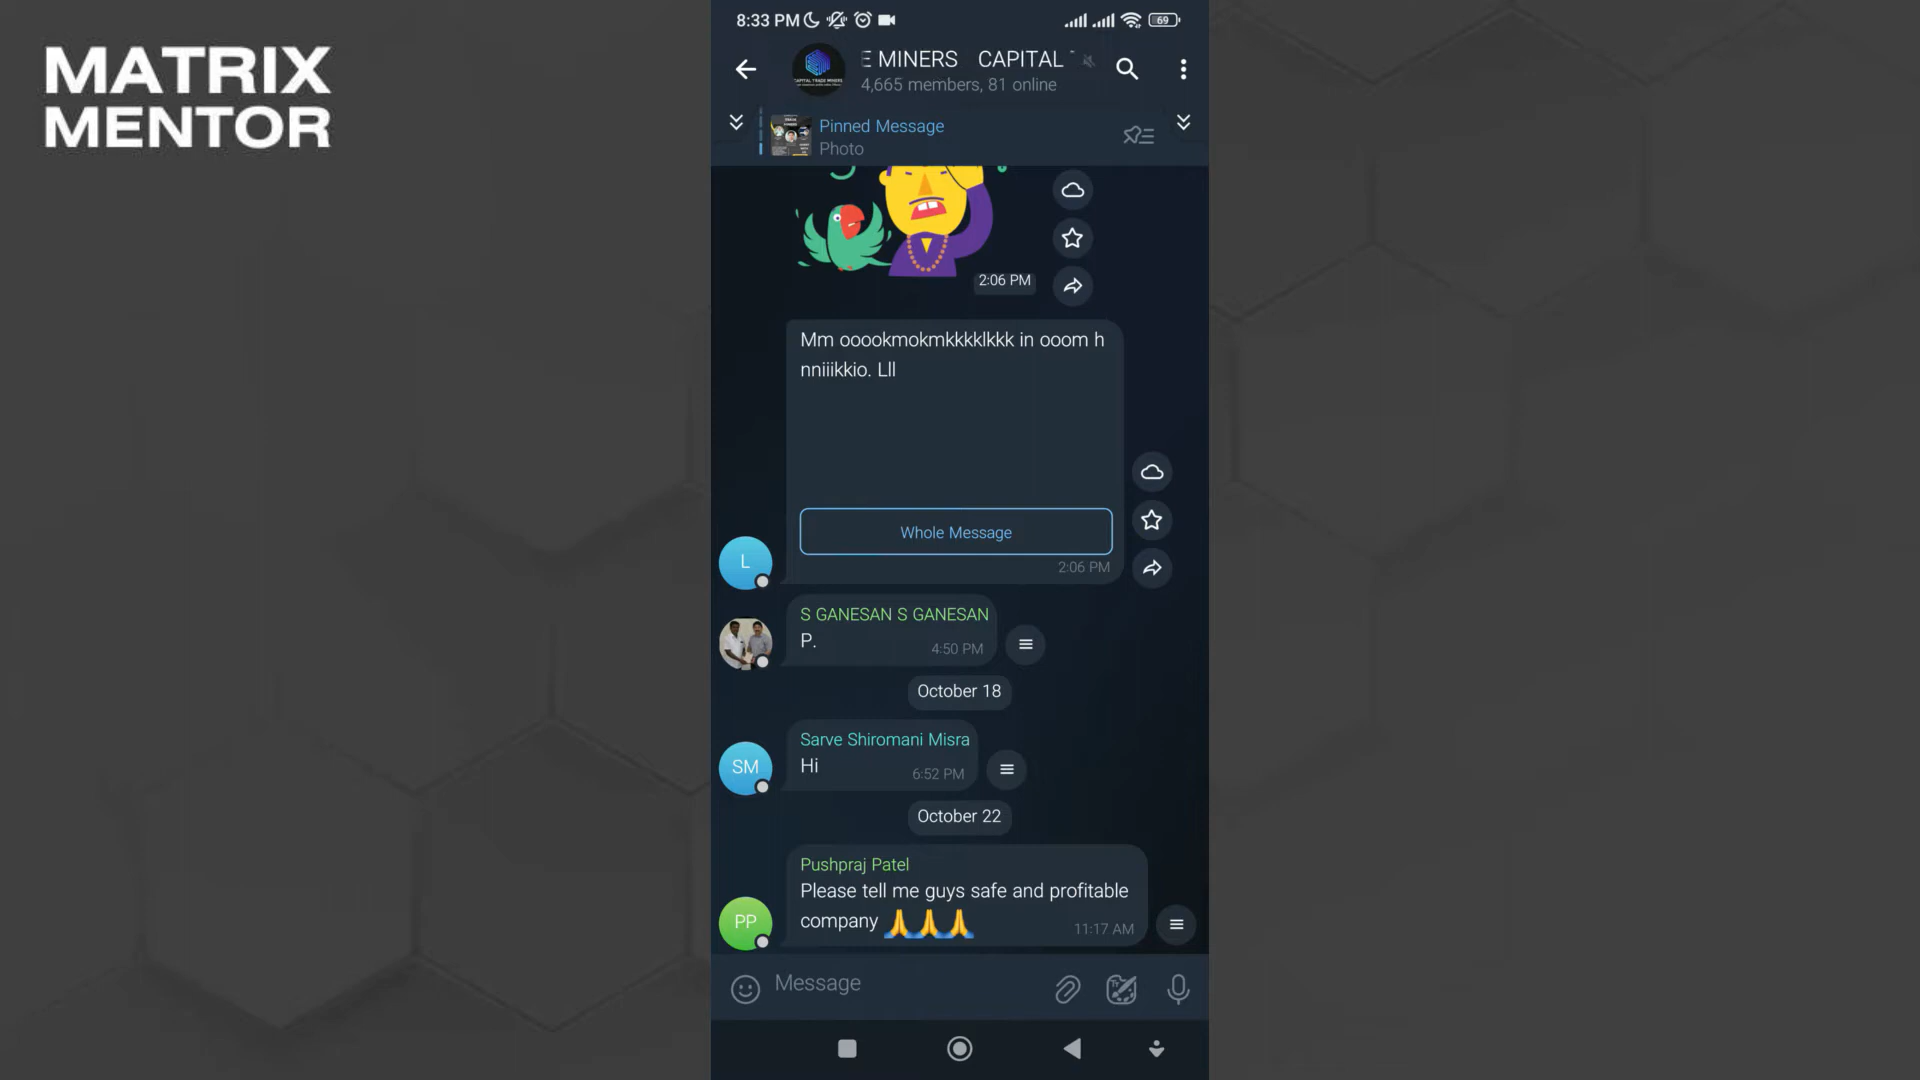 MATRIX
MENTOR
8:33 PM
69
E MINERS CAPITAL
4,665 members, 81 online
Pinned Message
Photo
2:06 PM
Mm ooookmokmkkkklkkk in ooom h
nniiikkio. Lll
Whole Message
2:06 PM
L
S GANESAN S GANESAN
P.
4:50 PM
October 18
Sarve Shiromani Misra
SM
Hi
6:52 PM
October 22
Pushpraj Patel
Please tell me guys safe and profitable
PP
company 🙏🙏🙏
11:17 AM
Message